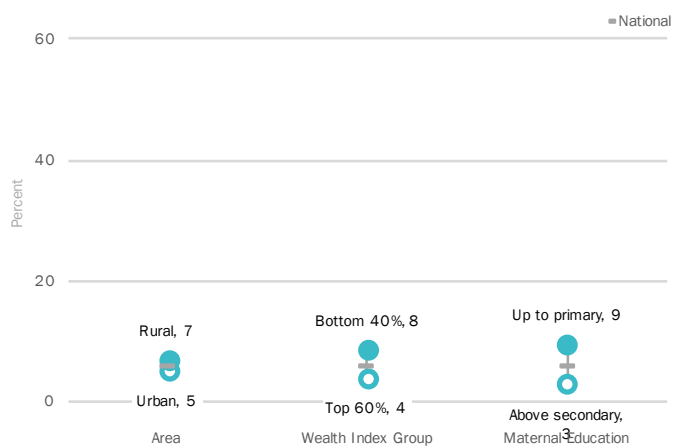 National
60
40
20
0
Percent
Rural, 7
Urban, 5
Bottom 40%, 8
Top 60%, 4
Up to primary, 9
Above secondary,
3
Area
Wealth Index Group
Maternal Education